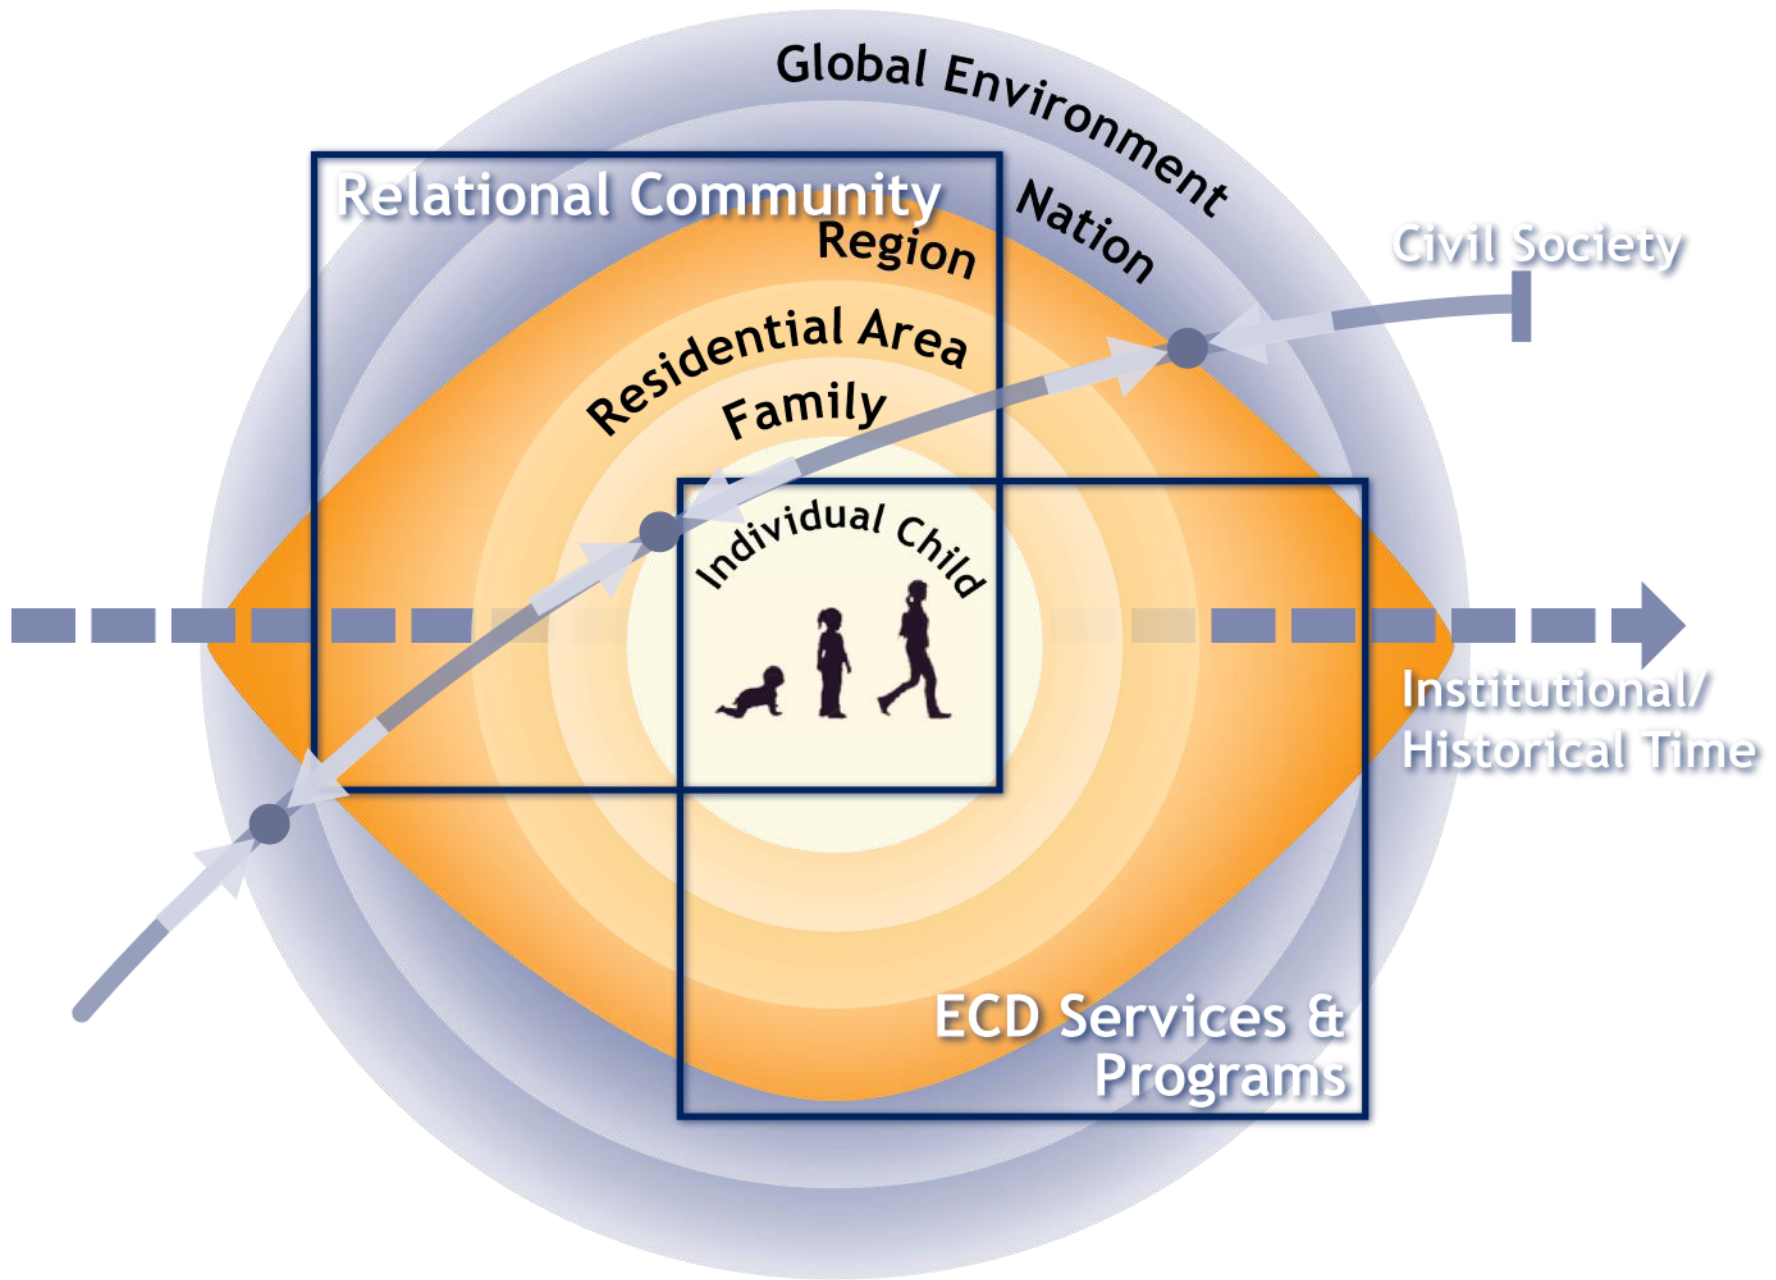 Global Environment
Relational Community
Nation
Region
Civil Society
Residential Area
Family
Individual Child
Institutional/
Historical Time
ECD Services &
Programs